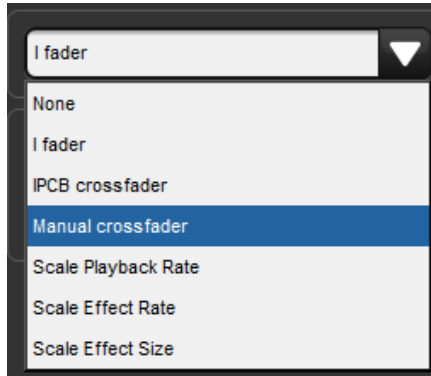 I fader
None
I fader
IPCB crossfader
Manual crossfader
Scale Playback Rate
Scale Effect Rate
Scale Effect Size